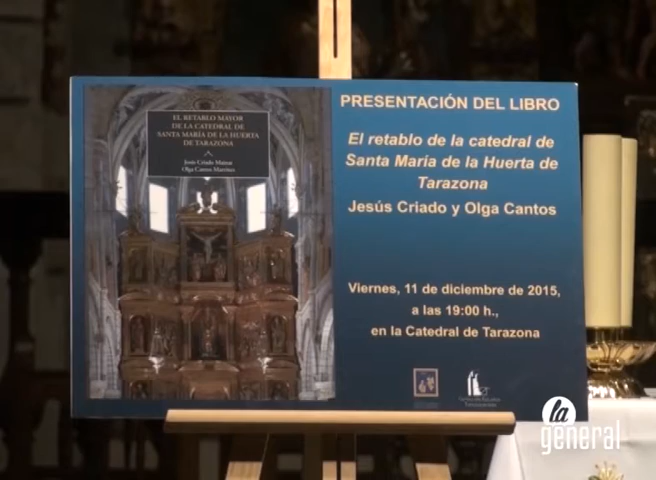 EL RETABLO MAYOR
DE LA CATEDRAL DE
SANTA MARÍA DE LA HUERTA
DE TARAZONA
Jesús Criado Mainar
Olga Cantos Martínez
PRESENTACIÓN DEL LIBRO
El retablo de la catedral de
Santa María de la Huerta de
Tarazona
Jesús Criado y Olga Cantos
Viernes, 11 de diciembre de 2015,
a las 19:00 h.,
en la Catedral de Tarazona
la
general